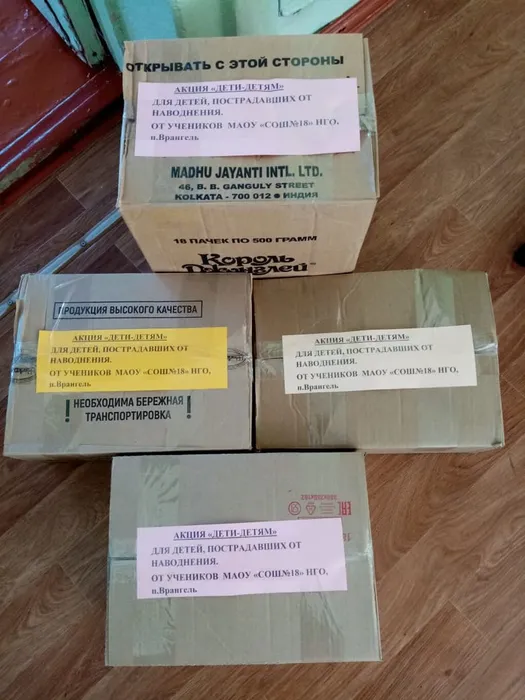 ОТКРЫВАТЬ С ЭТОЙ СТОРОНЫ
АКЦИЯ «ДЕТИ-ДЕТЯМ»
ДЛЯ ДЕТЕЙ, ПОСТРАДАВШИХ ОТ
НАВОДНЕНИЯ.
ОТ УЧЕНИКОВ МАОУ «СОШ№18» НГО,
п.Врангель
MADHU JAYANTI INTL. LTD.
46, B. B. GANGULY STREET
KOLKATA - 700 012 ● ИНДИЯ
18 ПАЧЕК ПО 500 ГРАММ
Король
Джунглей
ПРОДУКЦИЯ ВЫСОКОГО КАЧЕСТВА
АКЦИЯ «ДЕТИ-ДЕТЯМ»
ДЛЯ ДЕТЕЙ, ПОСТРАДАВШИХ ОТ
НАВОДНЕНИЯ.
ОТ УЧЕНИКОВ МАОУ «СОШ№18» НГО,
п.Врангель
! НЕОБХОДИМА БЕРЕЖНАЯ !
ТРАНСПОРТИРОВКА
АКЦИЯ «ДЕТИ-ДЕТЯМ»
ДЛЯ ДЕТЕЙ, ПОСТРАДАВШИХ ОТ
НАВОДНЕНИЯ.
ОТ УЧЕНИКОВ МАОУ «СОШ№18» НГО,
п.Врангель
EAC
АКЦИЯ «ДЕТИ-ДЕТЯМ»
ДЛЯ ДЕТЕЙ, ПОСТРАДАВШИХ ОТ
НАВОДНЕНИЯ.
ОТ УЧЕНИКОВ МАОУ «СОШ№18» НГО,
п.Врангель